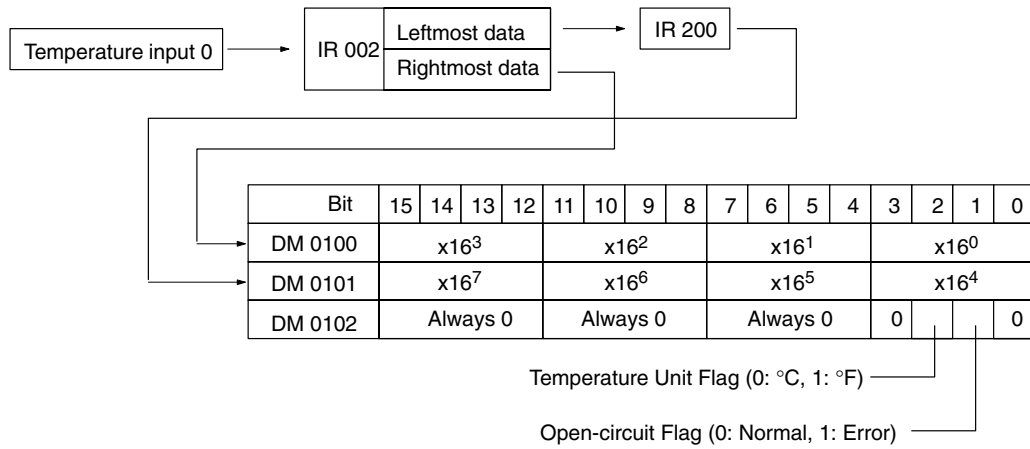 Temperature input 0
IR 002
Leftmost data
Rightmost data
IR 200
Bit 15 14 13 12 11 10 9 8 7 6 5 4 3 2 1 0
DM 0100 x16³ x16² x16¹ x16⁰
DM 0101 x16⁷ x16⁶ x16⁵ x16⁴
DM 0102 Always 0 Always 0 Always 0 0 0
Temperature Unit Flag (0: °C, 1: °F)
Open-circuit Flag (0: Normal, 1: Error)